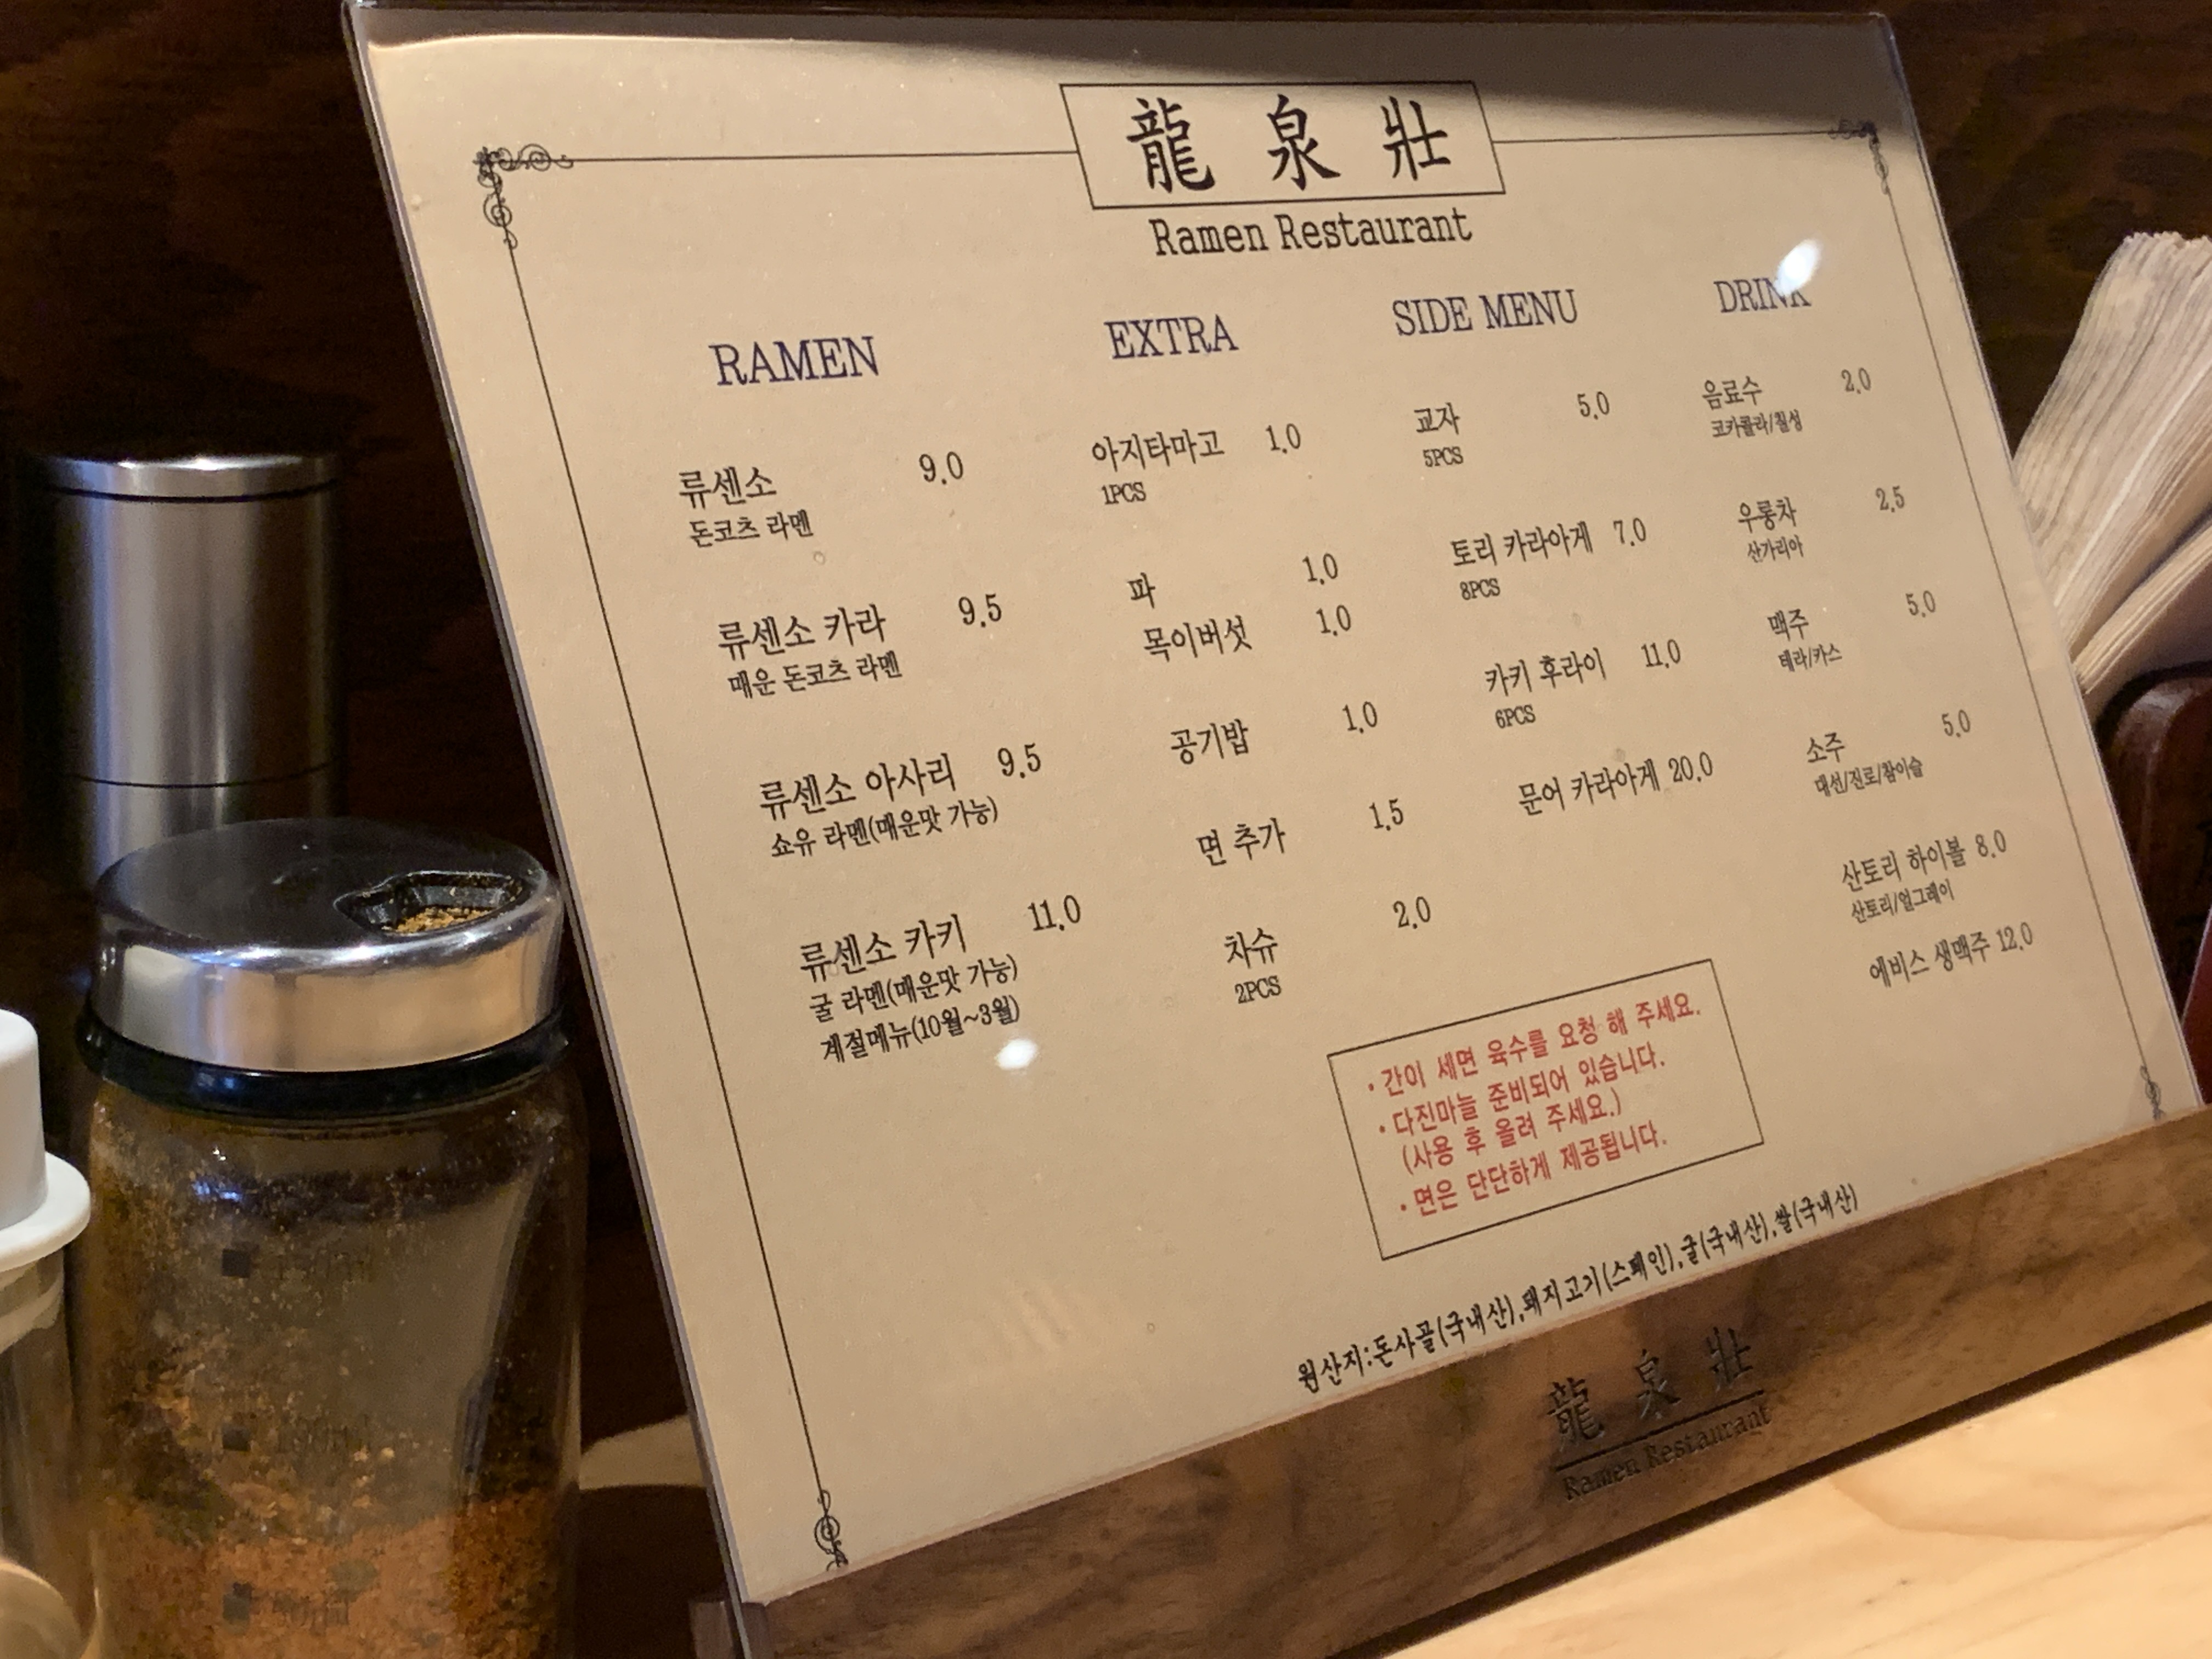 龍泉壯
Ramen Restaurant
RAMEN
류센소 9.0
돈코츠 라멘
류센소 카라 9.5
매운 돈코츠 라멘
류센소 아사리 9.5
쇼유 라멘(매운맛 가능)
류센소 카키 11.0
굴 라멘(매운맛 가능)
계절메뉴(10월~3월)
EXTRA
아지타마고 1.0
1PCS
파 1.0
목이버섯 1.0
공기밥 1.0
면 추가 1.5
차슈 2.0
2PCS
SIDE MENU
교자 5.0
5PCS
토리 카라아게 7.0
8PCS
카키 후라이 11.0
6PCS
문어 카라아게 20.0
DRINK
음료수 2.0
코카콜라/칠성
우롱차 2.5
산가리아
맥주 5.0
테라/카스
소주 5.0
대선/진로/참이슬
산토리 하이볼 8.0
산토리/얼그레이
에비스 생맥주 12.0
• 간이 세면 육수를 요청 해 주세요.
• 다진마늘 준비되어 있습니다.
(사용 후 올려 주세요.)
• 면은 단단하게 제공됩니다.
원산지:돈사골(국내산),돼지고기(스페인),굴(국내산),쌀(국내산)
龍泉壯
Ramen Restaurant